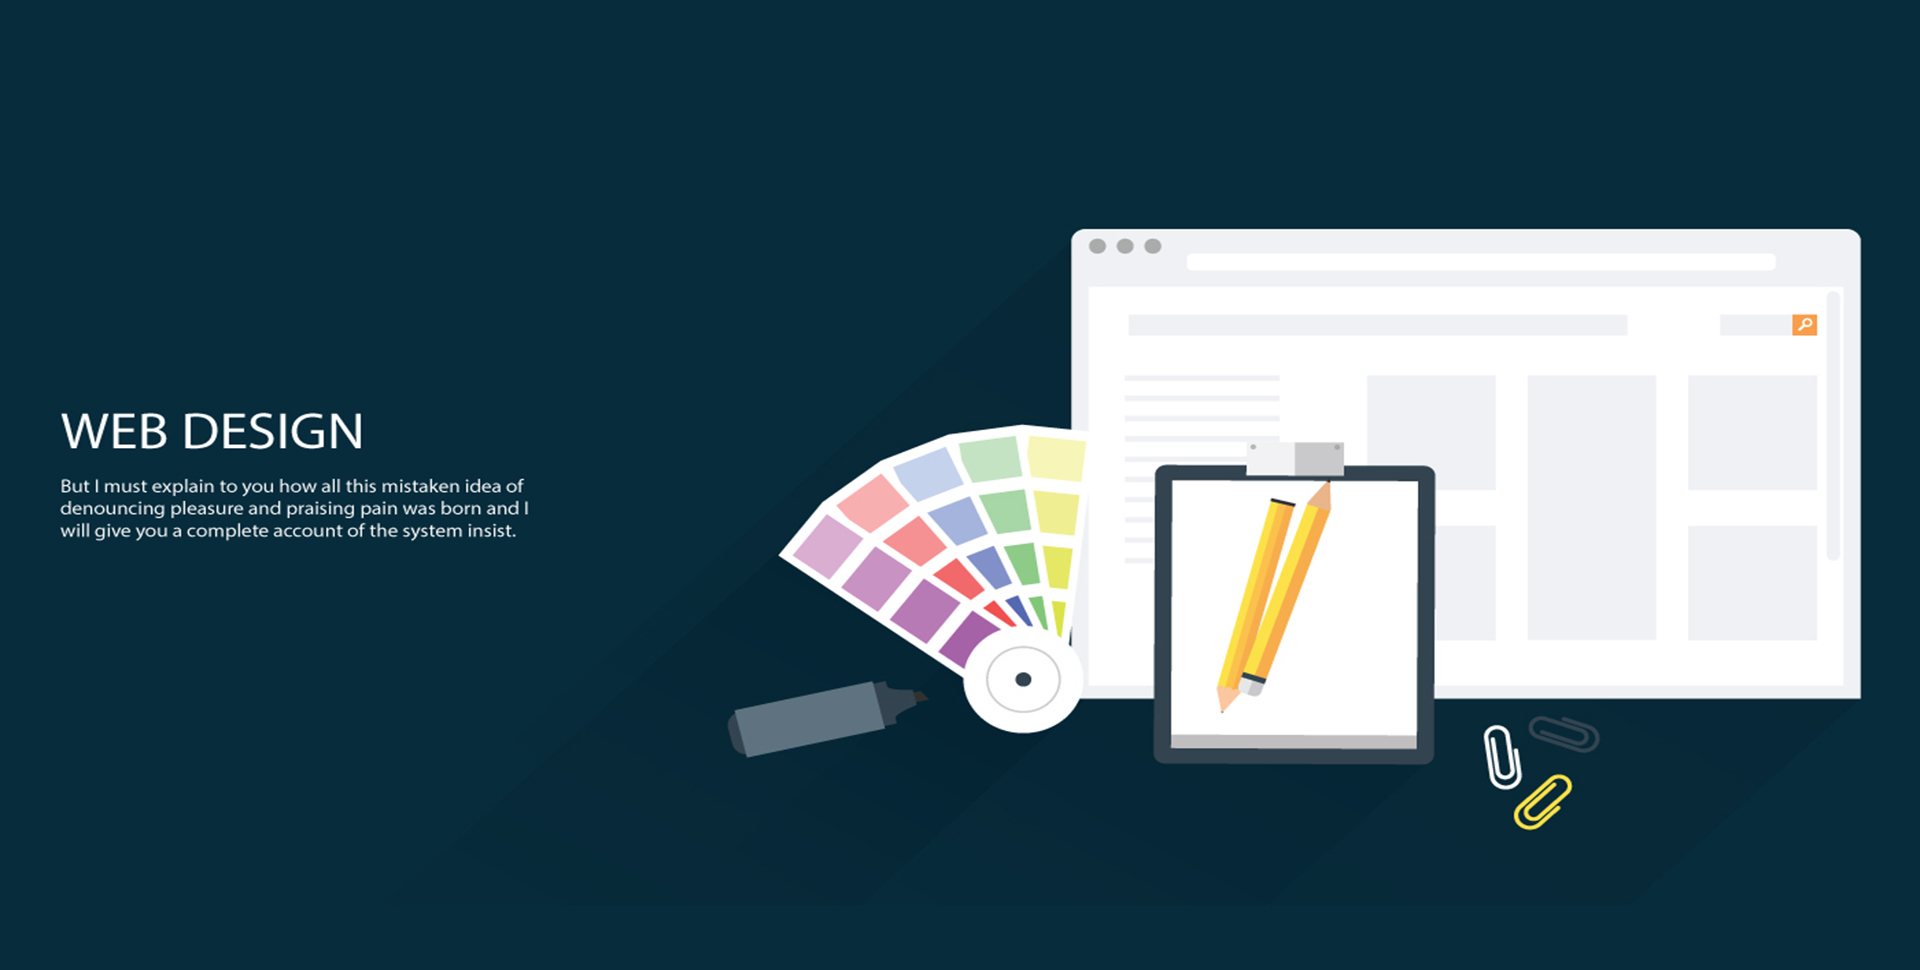 WEB DESIGN
But I must explain to you how all this mistaken idea of
denouncing pleasure and praising pain was born and I
will give you a complete account of the system insist.